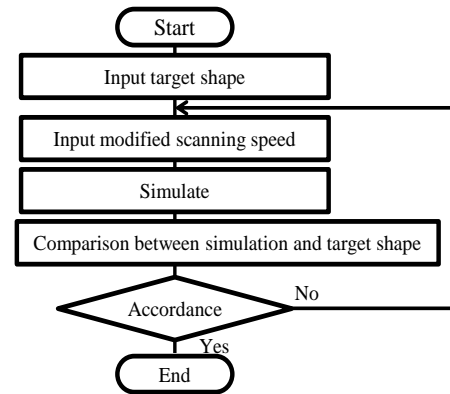 Start
Input target shape
Input modified scanning speed
Simulate
Comparison between simulation and target shape
Accordance
No
Yes
End